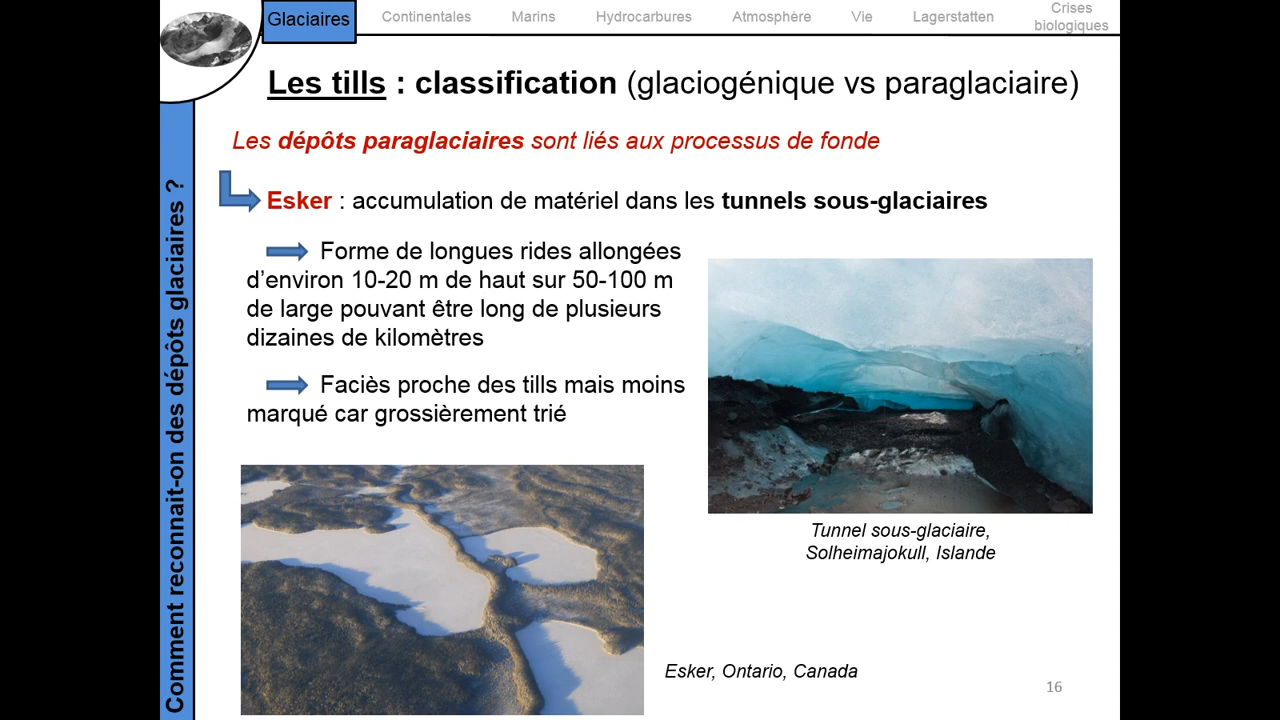 Glaciaires
Continentales
Marins
Hydrocarbures
Atmosphère
Vie
Lagerstatten
Crises
biologiques
Les tills : classification (glaciogénique vs paraglaciaire)
Les dépôts paraglaciaires sont liés aux processus de fonde
Esker : accumulation de matériel dans les tunnels sous-glaciaires
Forme de longues rides allongées
d’environ 10-20 m de haut sur 50-100 m
de large pouvant être long de plusieurs
dizaines de kilomètres
Faciès proche des tills mais moins
marqué car grossièrement trié
Tunnel sous-glaciaire,
Solheimajokull, Islande
Esker, Ontario, Canada
16
Comment reconnait-on des dépôts glaciaires ?